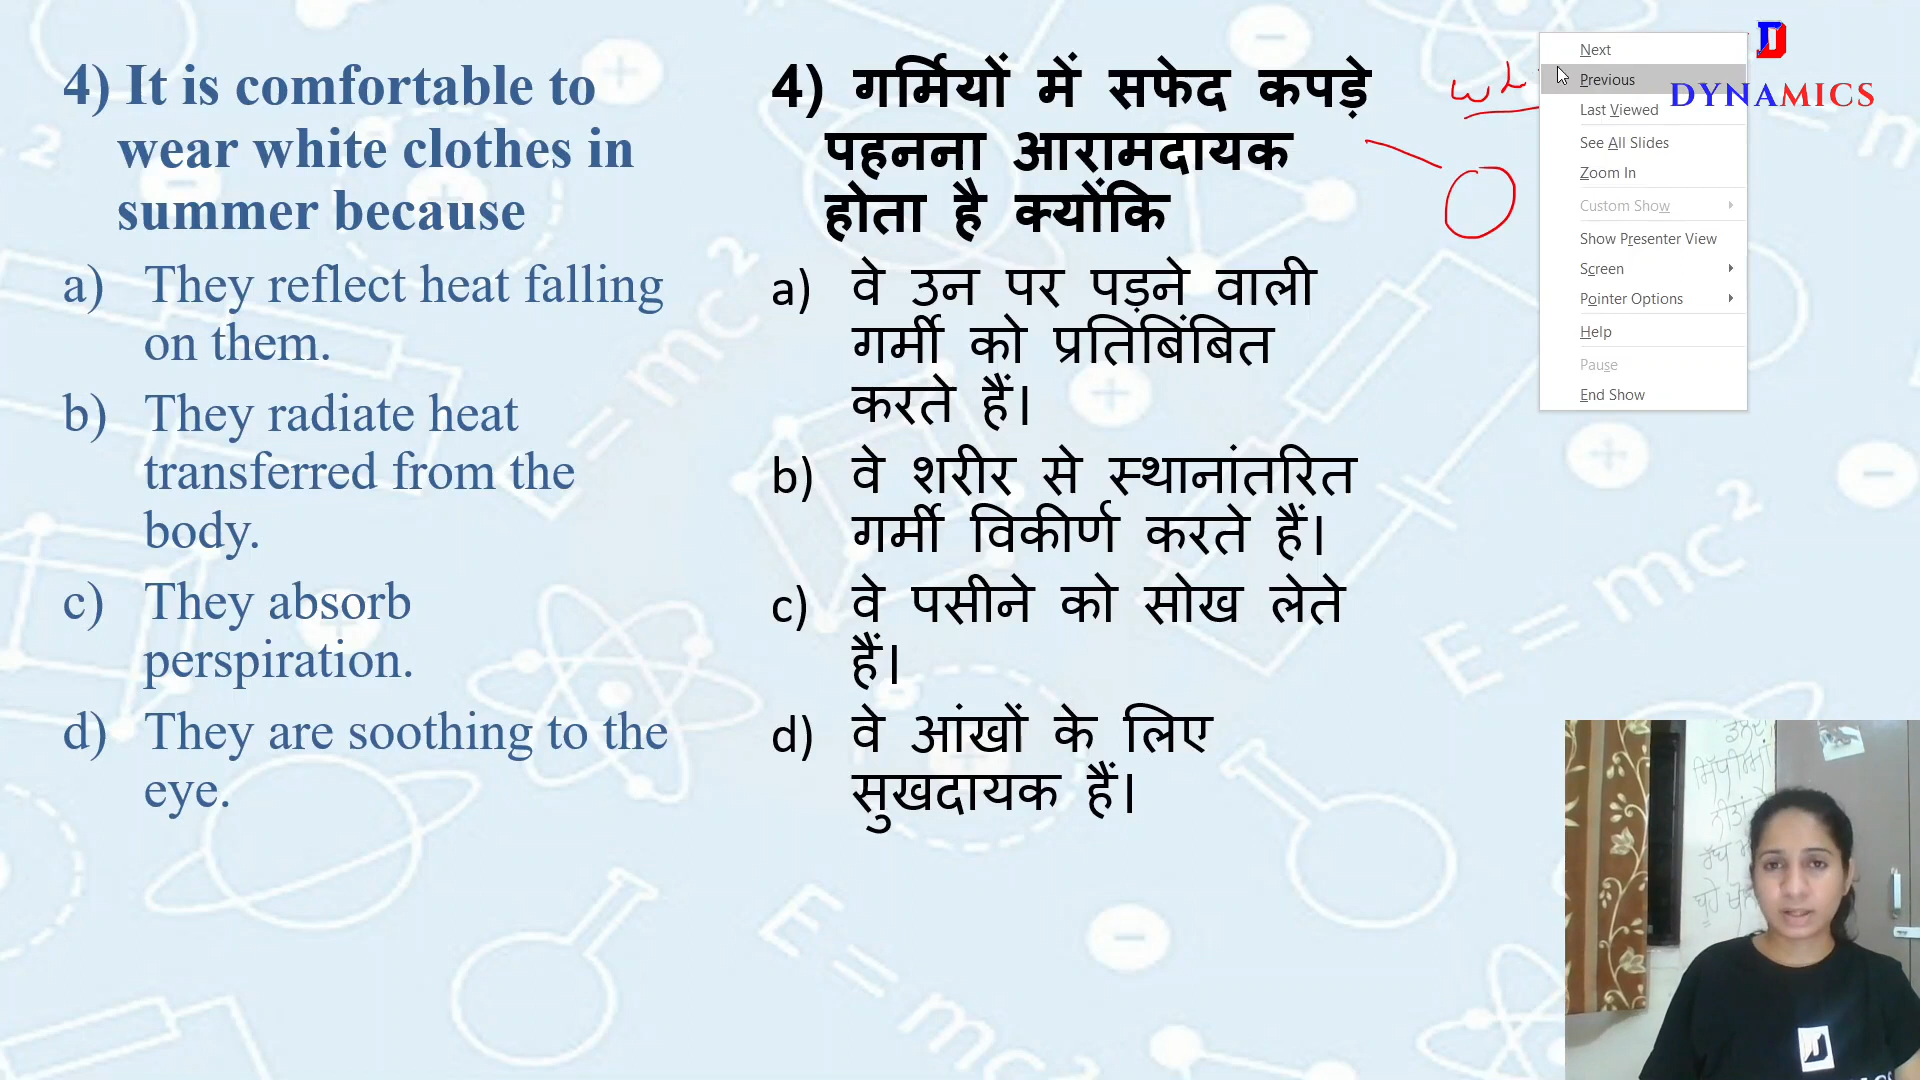 4) It is comfortable to
wear white clothes in
summer because
a) They reflect heat falling
on them.
b) They radiate heat
transferred from the
body.
c) They absorb
perspiration.
d) They are soothing to the
eye.
4) गर्मियों में सफेद कपड़े
पहनना आरामदायक
होता है क्योंकि
a) वे उन पर पड़ने वाली
गर्मी को प्रतिबिंबित
करते हैं।
b) वे शरीर से स्थानांतरित
गर्मी विकीर्ण करते हैं।
c) वे पसीने को सोख लेते
हैं।
d) वे आंखों के लिए
सुखदायक हैं।
Next
Previous
Last Viewed
See All Slides
Zoom In
Custom Show
Show Presenter View
Screen
Pointer Options
Help
Pause
End Show
DYNAMICS
E = mc²
E = mc²